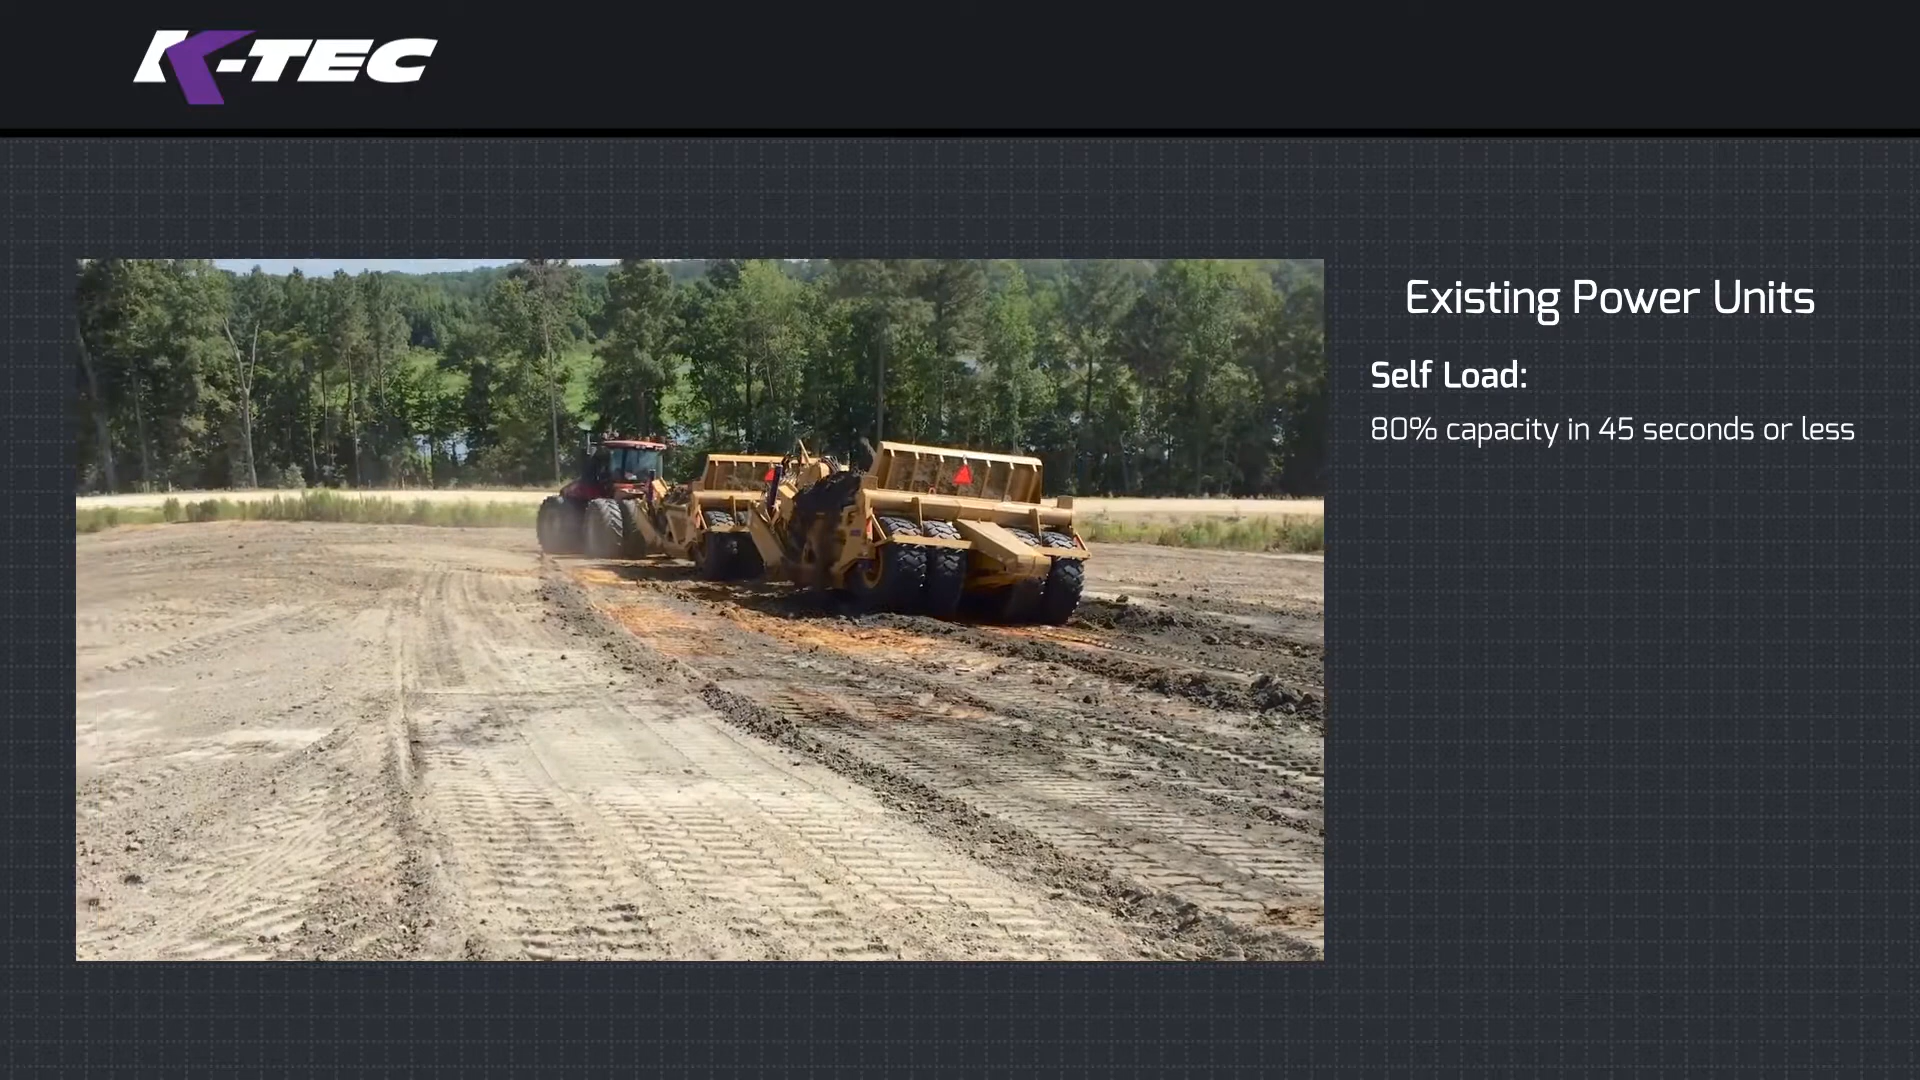 K-TEC
Existing Power Units
Self Load:
80% capacity in 45 seconds or less